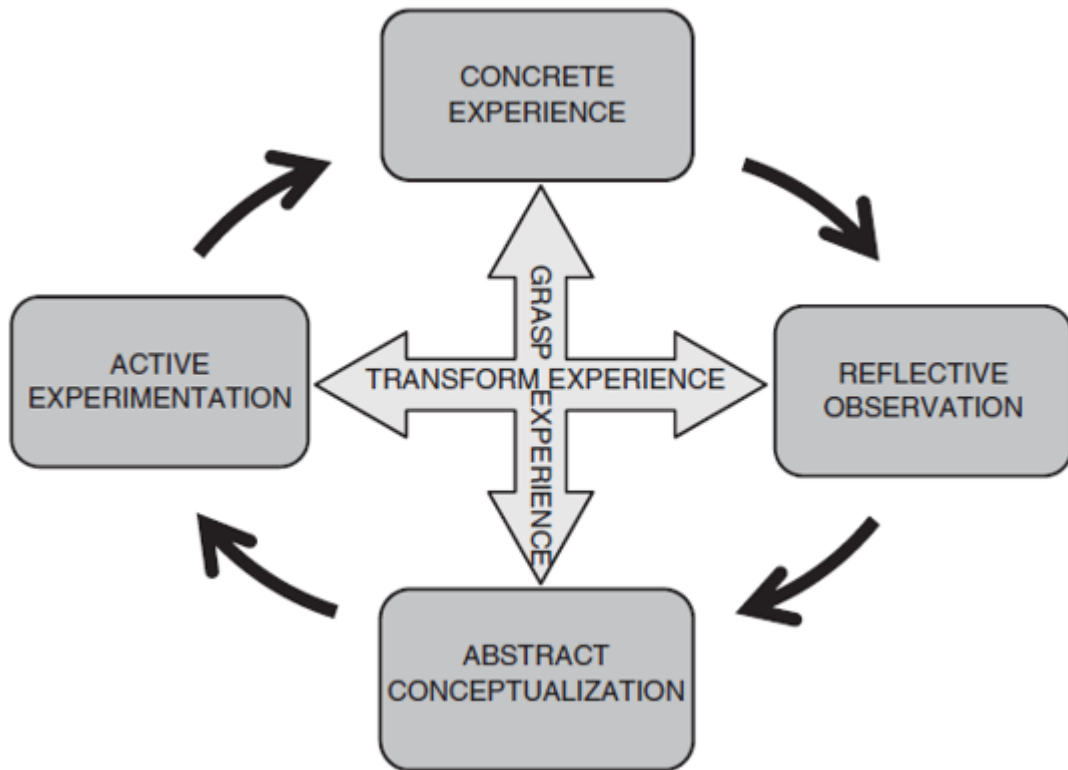 CONCRETE
EXPERIENCE
GRASP EXPERIENCE
ACTIVE
EXPERIMENTATION
TRANSFORM EXPERIENCE
REFLECTIVE
OBSERVATION
ABSTRACT
CONCEPTUALIZATION